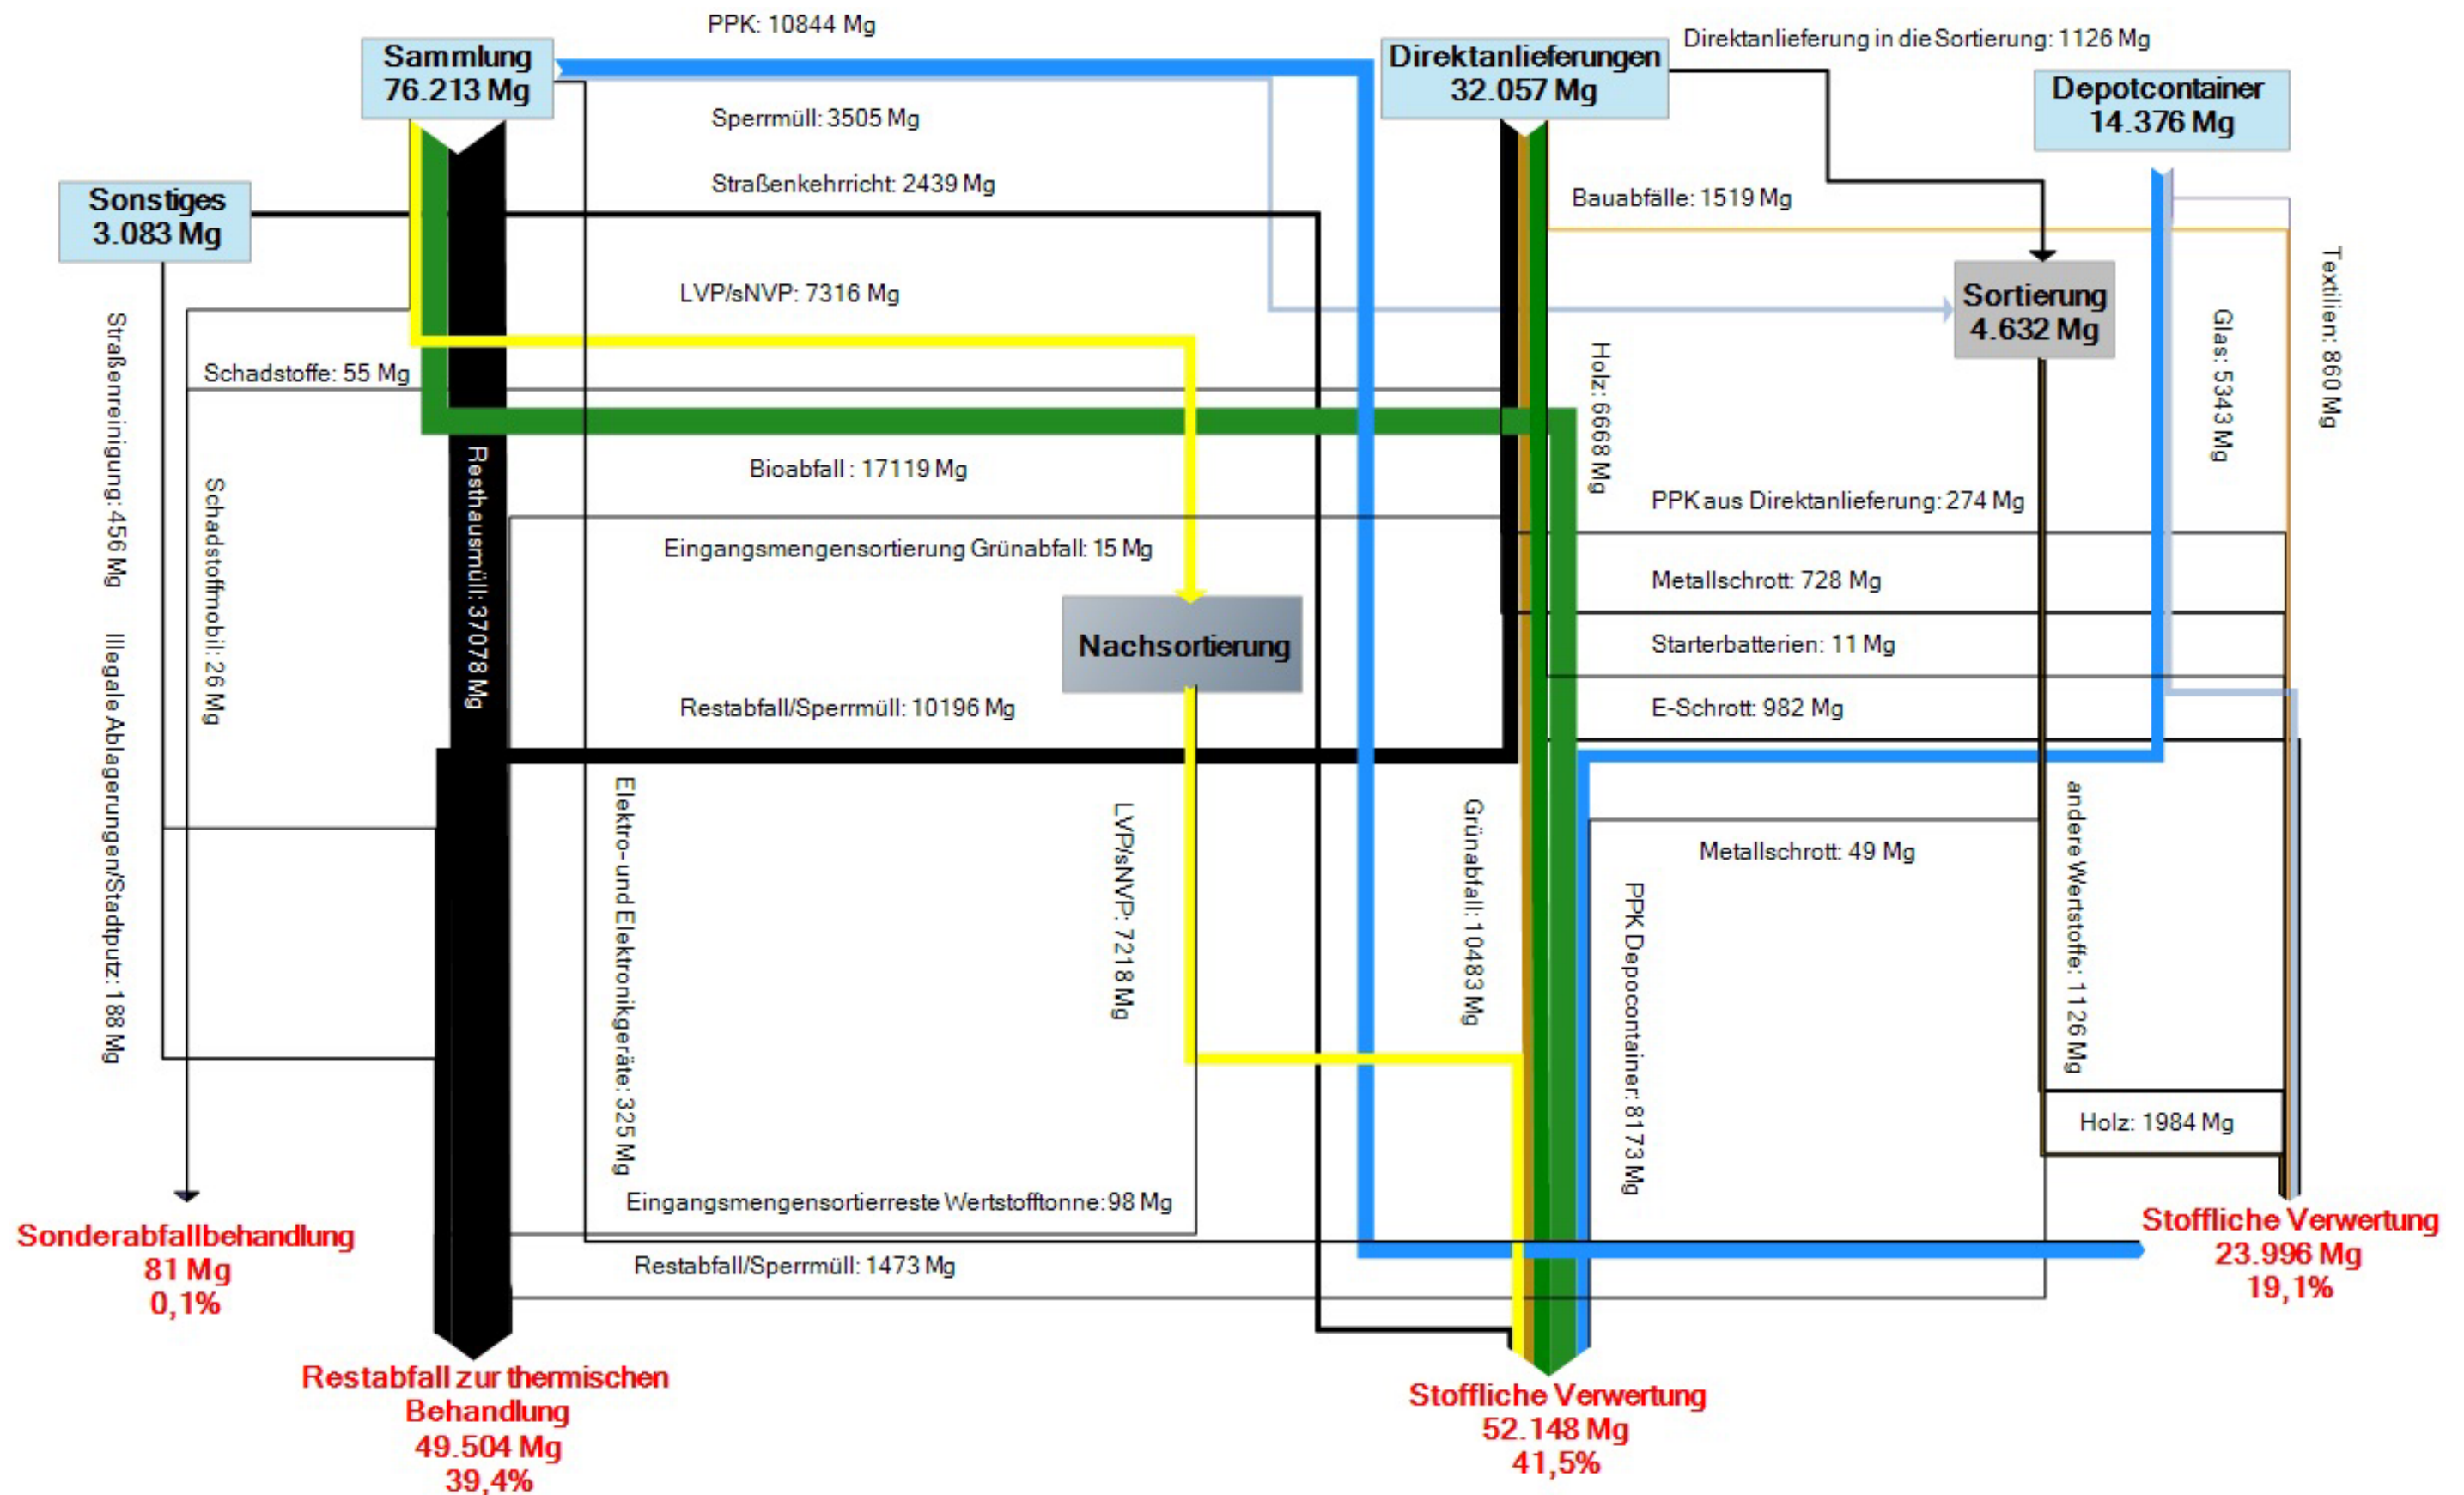 PPK: 10844 Mg
Sammlung
76.213 Mg
Direktanlieferungen
32.057 Mg
Direktanlieferung in die Sortierung: 1126 Mg
Depotcontainer
14.376 Mg
Sperrmüll: 3505 Mg
Straßenkehrricht: 2439 Mg
Sonstiges
3.083 Mg
Bauabfälle: 1519 Mg
LVP/sNVP: 7316 Mg
Sortierung
4.632 Mg
Textilien: 860 Mg
Glas: 5343 Mg
Holz: 6668 Mg
Schadstoffe: 55 Mg
Straßenreinigung: 456 Mg
Schadstoffmobil: 26 Mg
Resthausmüll: 37078 Mg
Bioabfall : 17119 Mg
PPK aus Direktanlieferung: 274 Mg
Eingangsmengensortierung Grünabfall: 15 Mg
Metallschrott: 728 Mg
Nachsortierung
Starterbatterien: 11 Mg
Illegale Ablagerungen/Stadtputz: 188 Mg
Restabfall/Sperrmüll: 10196 Mg
E-Schrott: 982 Mg
Elektro- und Elektronikgeräte: 325 Mg
LVP/sNVP: 7218 Mg
Grünabfall: 10483 Mg
Metallschrott: 49 Mg
PPK Depocontainer: 8173 Mg
andere Wertstoffe: 1126 Mg
Holz: 1984 Mg
Eingangsmengensortierreste Wertstofftonne: 98 Mg
Restabfall/Sperrmüll: 1473 Mg
Sonderabfallbehandlung
81 Mg
0,1%
Stoffliche Verwertung
23.996 Mg
19,1%
Restabfall zur thermischen
Behandlung
49.504 Mg
39,4%
Stoffliche Verwertung
52.148 Mg
41,5%